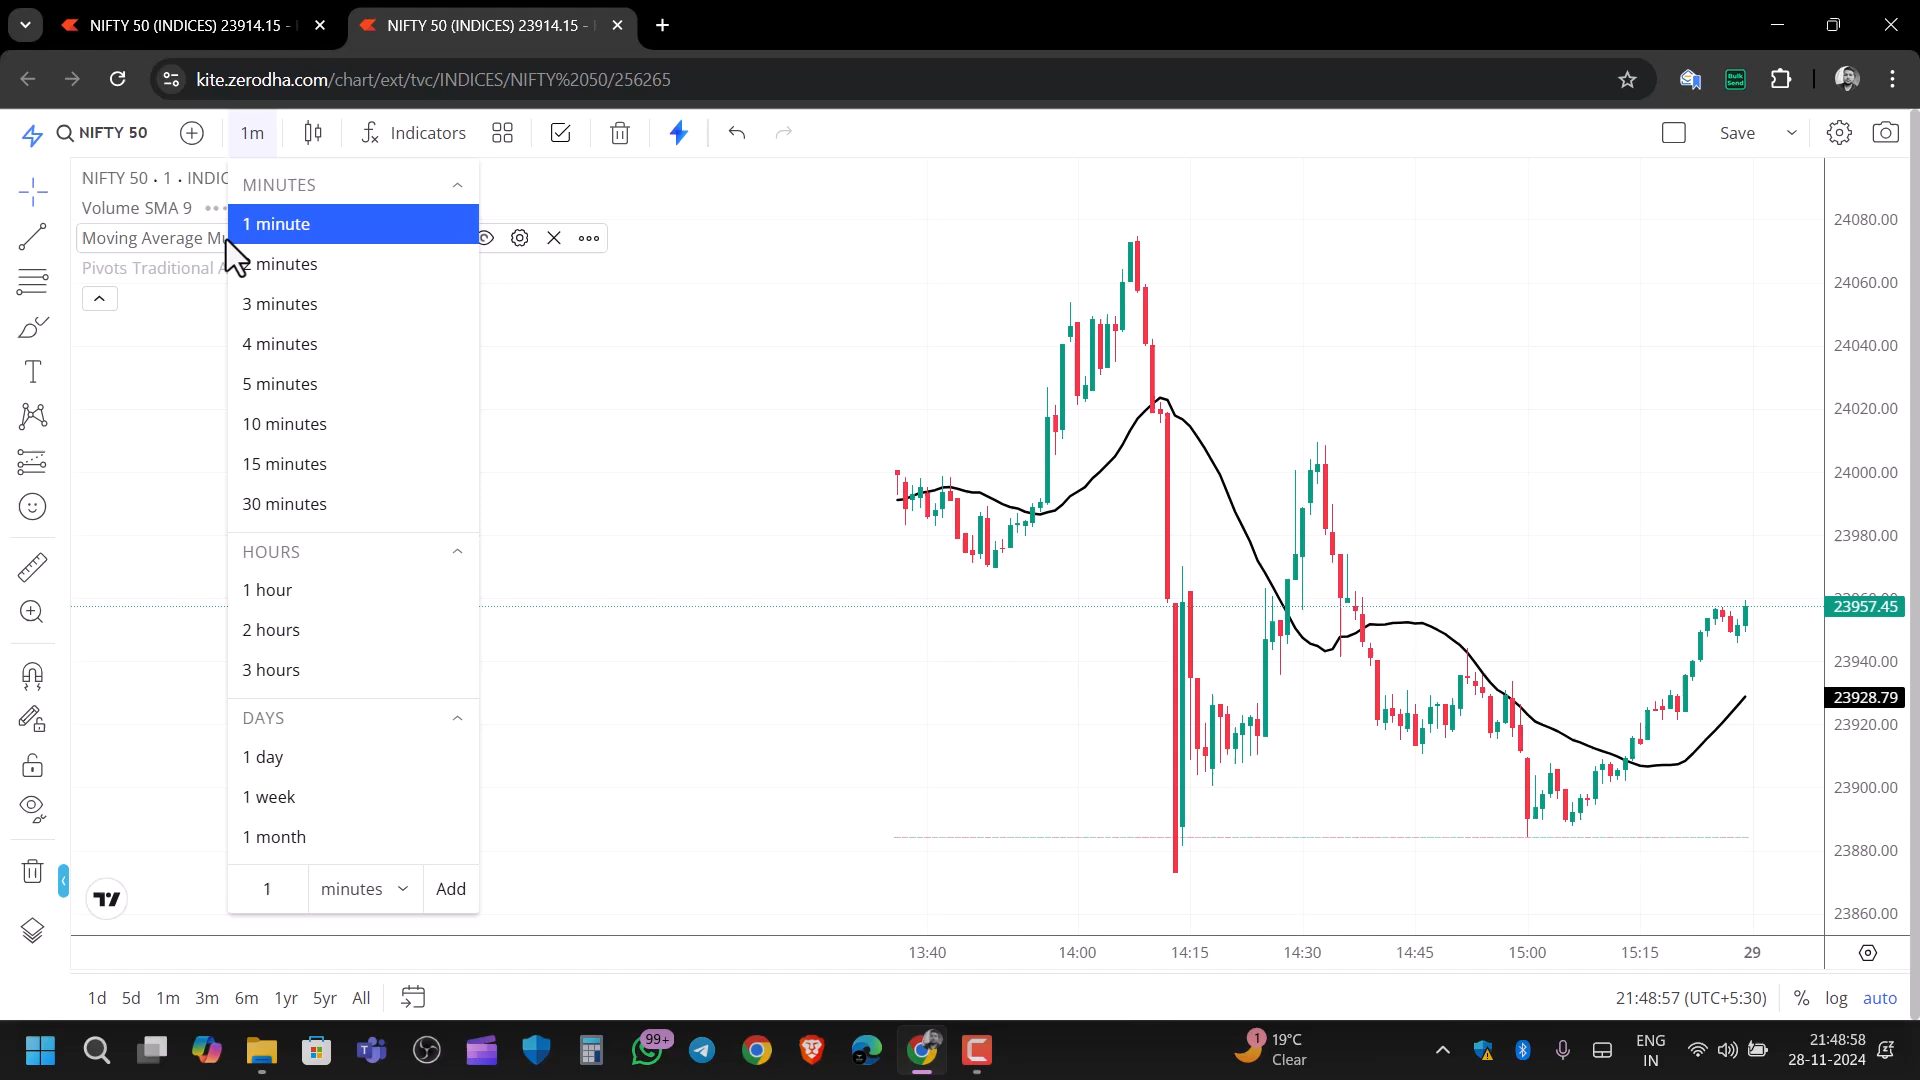 NIFTY 50 (INDICES) 23914.15 -
NIFTY 50 (INDICES) 23914.15 -
kite.zerodha.com/chart/ext/tvc/INDICES/NIFTY%2050/256265
Bulk Send
NIFTY 50
1m
Indicators
Save
NIFTY 50 . 1 . INDIC
Volume SMA 9
Moving Average Mu
Pivots Traditional A
MINUTES
1 minute
2 minutes
3 minutes
4 minutes
5 minutes
10 minutes
15 minutes
30 minutes
HOURS
1 hour
2 hours
3 hours
DAYS
1 day
1 week
1 month
1 minutes Add
24080.00
24060.00
24040.00
24020.00
24000.00
23980.00
23957.45
23940.00
23928.79
23920.00
23900.00
23880.00
23860.00
13:40 14:00 14:15 14:30 14:45 15:00 15:15 29
1d 5d 1m 3m 6m 1yr 5yr All
21:48:57 (UTC+5:30) % log auto
99+
1
19°C
Clear
ENG
IN
21:48:58
28-11-2024